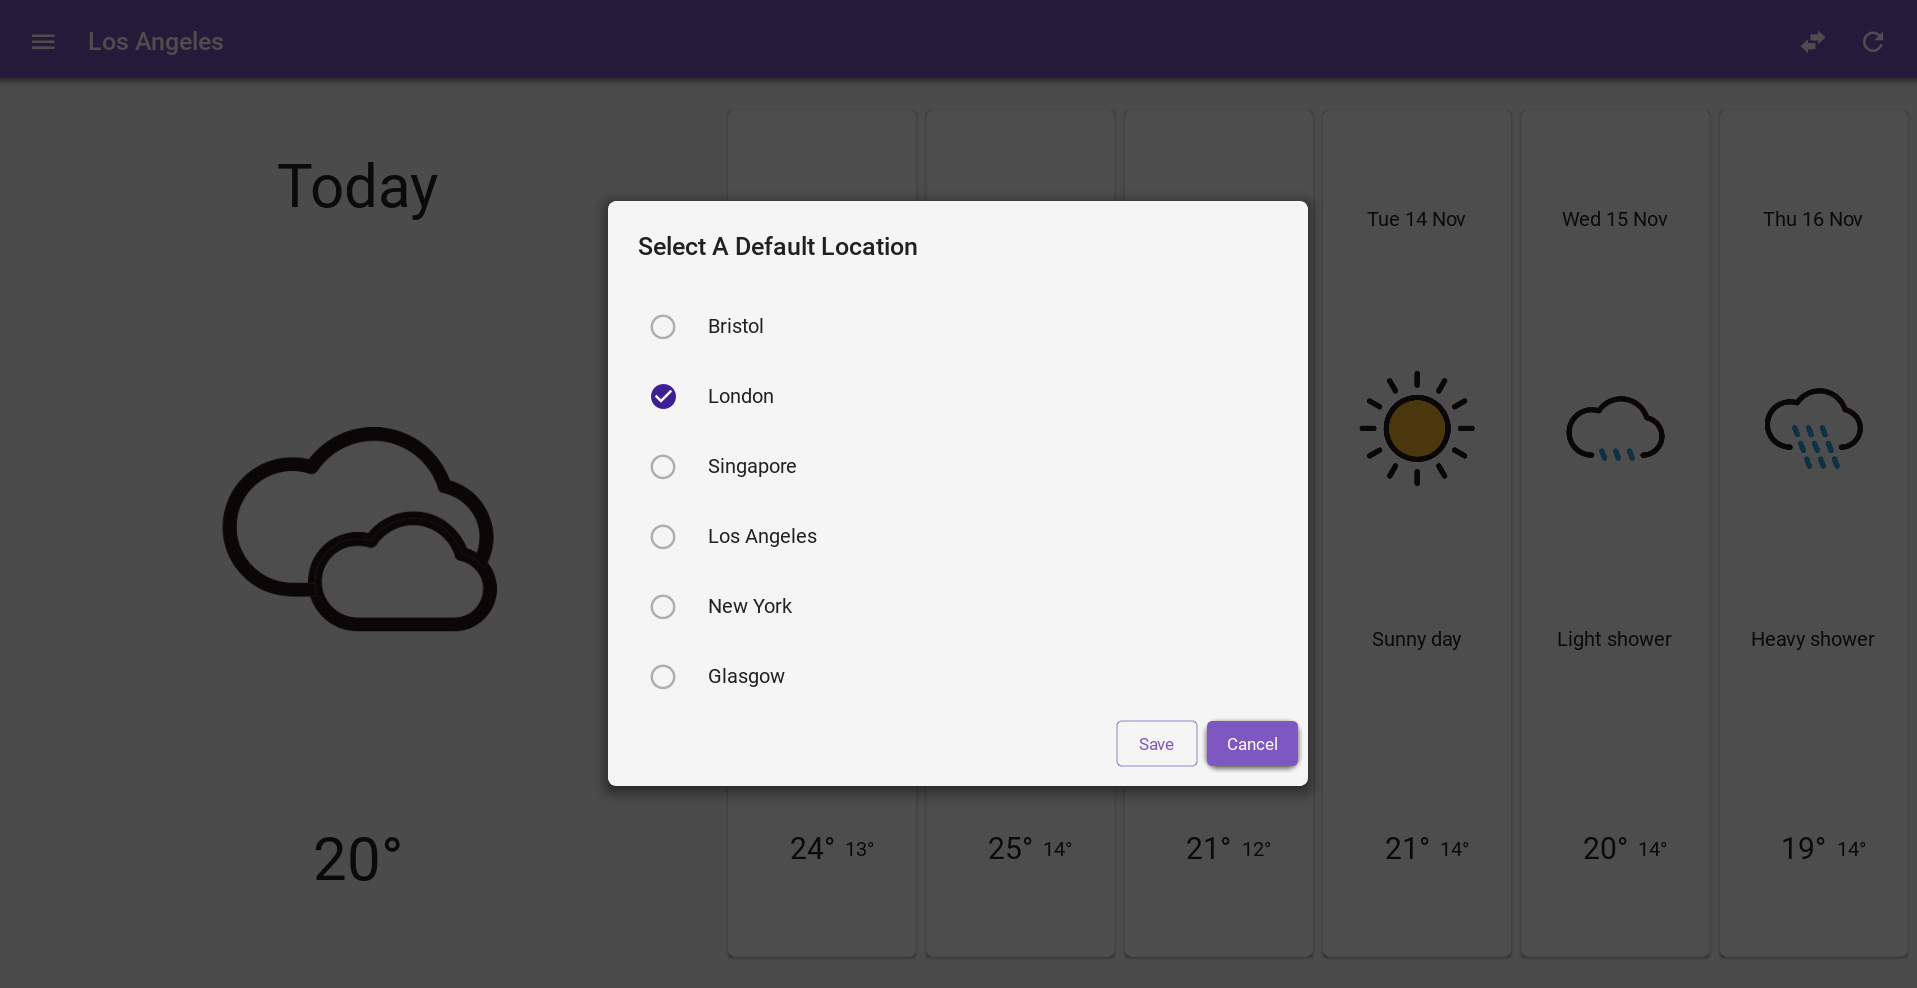 Los Angeles
Today
20°
Select A Default Location
Bristol
London
Singapore
Los Angeles
New York
Glasgow
Save Cancel
24° 13°
25° 14°
21° 12°
Tue 14 Nov
Sunny day
21° 14°
Wed 15 Nov
Light shower
20° 14°
Thu 16 Nov
Heavy shower
19° 14°